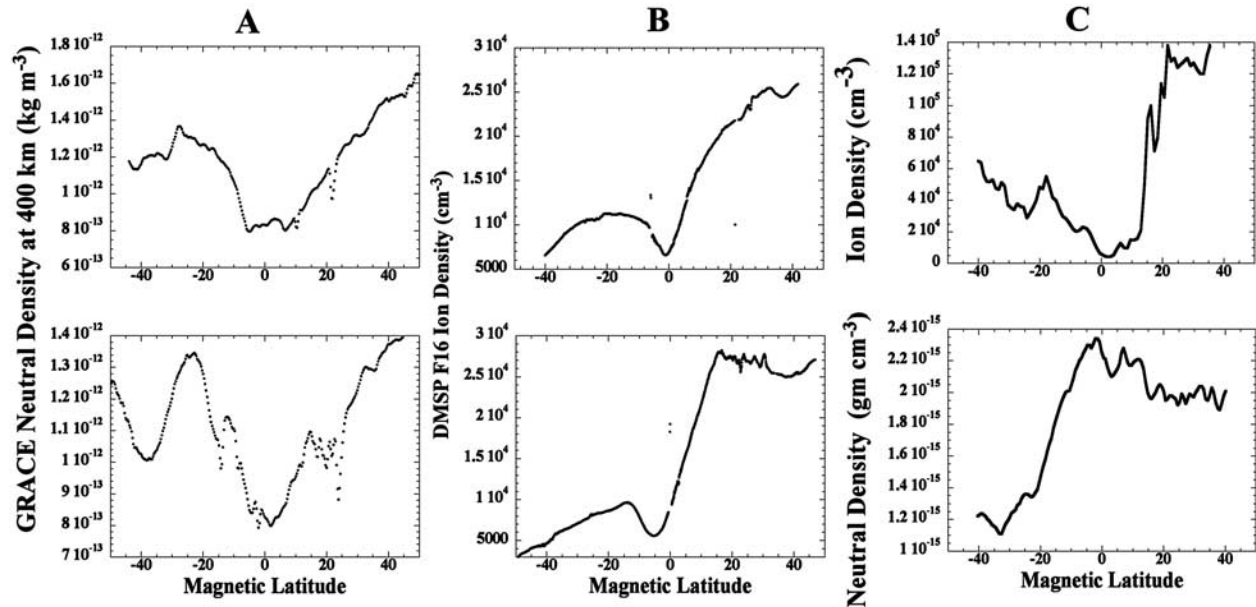 A
B
C
GRACE Neutral Density at 400 km (kg m-3)
1.8 10-12
1.6 10-12
1.4 10-12
1.2 10-12
1 10-12
8 10-13
6 10-13
-40 -20 0 20 40
DMSP F16 Ion Density (cm-3)
3 104
2.5 104
2 104
1.5 104
1 104
5000
-40 -20 0 20 40
Ion Density (cm-3)
1.4 105
1.2 105
1 105
8 104
6 104
4 104
2 104
0
-40 -20 0 20 40
1.4 10-12
1.3 10-12
1.2 10-12
1.1 10-12
1 10-12
9 10-13
8 10-13
7 10-13
-40 -20 0 20 40
Magnetic Latitude
3 104
2.5 104
2 104
1.5 104
1 104
5000
-40 -20 0 20 40
Magnetic Latitude
Neutral Density (gm cm-3)
2.4 10-15
2.2 10-15
2 10-15
1.8 10-15
1.6 10-15
1.4 10-15
1.2 10-15
1 10-15
-40 -20 0 20 40
Magnetic Latitude